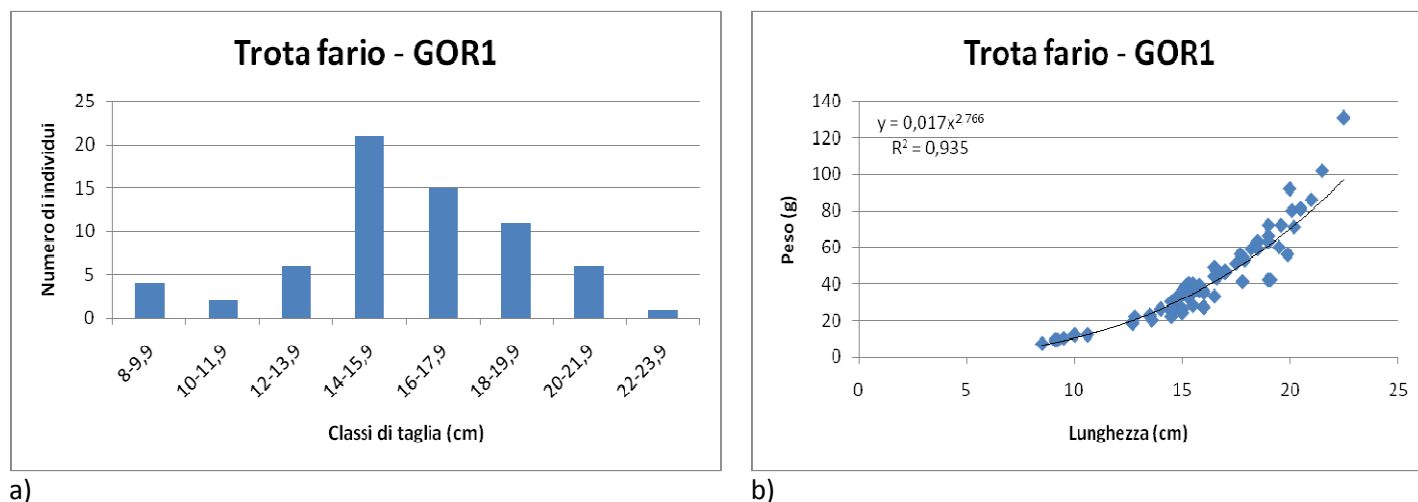 Trota fario - GOR1
25
20
15
10
5
0
Numero di individui
8-9,9
10-11,9
12-13,9
14-15,9
16-17,9
18-19,9
20-21,9
22-23,9
Classi di taglia (cm)
a)
Trota fario - GOR1
y = 0,017x^2.766
R² = 0,935
140
120
100
80
60
40
20
0
Peso (g)
0
5
10
15
20
25
Lunghezza (cm)
b)